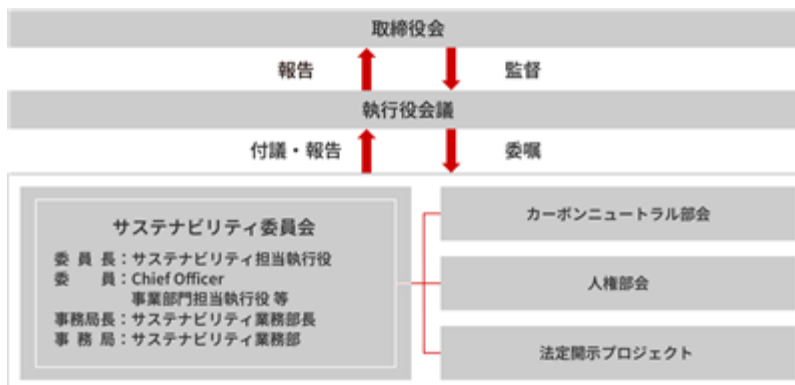 取締役会
報告
監督
執行役会議
付議・報告
委嘱
サステナビリティ委員会
委 員 長：サステナビリティ担当執行役
委　　員：Chief Officer
事業部門担当執行役 等
事務局長：サステナビリティ業務部長
事 務 局：サステナビリティ業務部
カーボンニュートラル部会
人権部会
法定開示プロジェクト